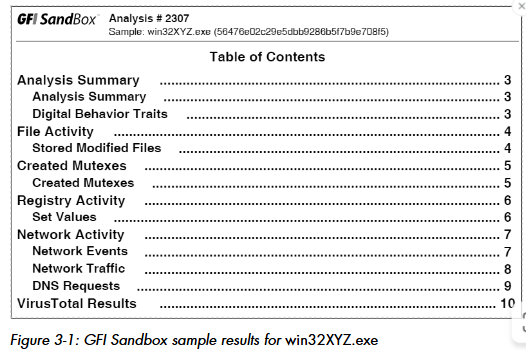 GFI SandBox Analysis # 2307
Sample: win32XYZ.exe (56476e02c29e5dbb9286b5f7b9e708f5)
Table of Contents
Analysis Summary ........................ 3
Analysis Summary ........................ 3
Digital Behavior Traits ........................ 3
File Activity ........................ 4
Stored Modified Files ........................ 4
Created Mutexes ........................ 5
Created Mutexes ........................ 5
Registry Activity ........................ 6
Set Values ........................ 6
Network Activity ........................ 7
Network Events ........................ 7
Network Traffic ........................ 8
DNS Requests ........................ 9
VirusTotal Results ........................ 10
Figure 3-1: GFI Sandbox sample results for win32XYZ.exe